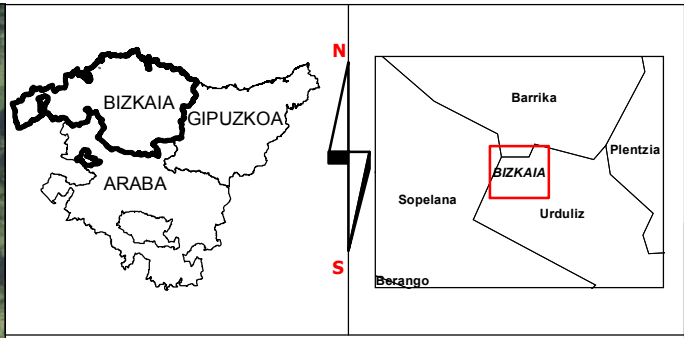 BIZKAIA
GIPUZKOA
ARABA
N
S
Barrika
Plentzia
BIZKAIA
Sopelana
Urduliz
Berango